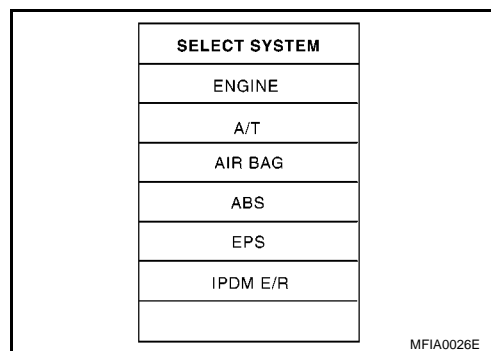 SELECT SYSTEM
ENGINE
A/T
AIR BAG
ABS
EPS
IPDM E/R
MFIA0026E